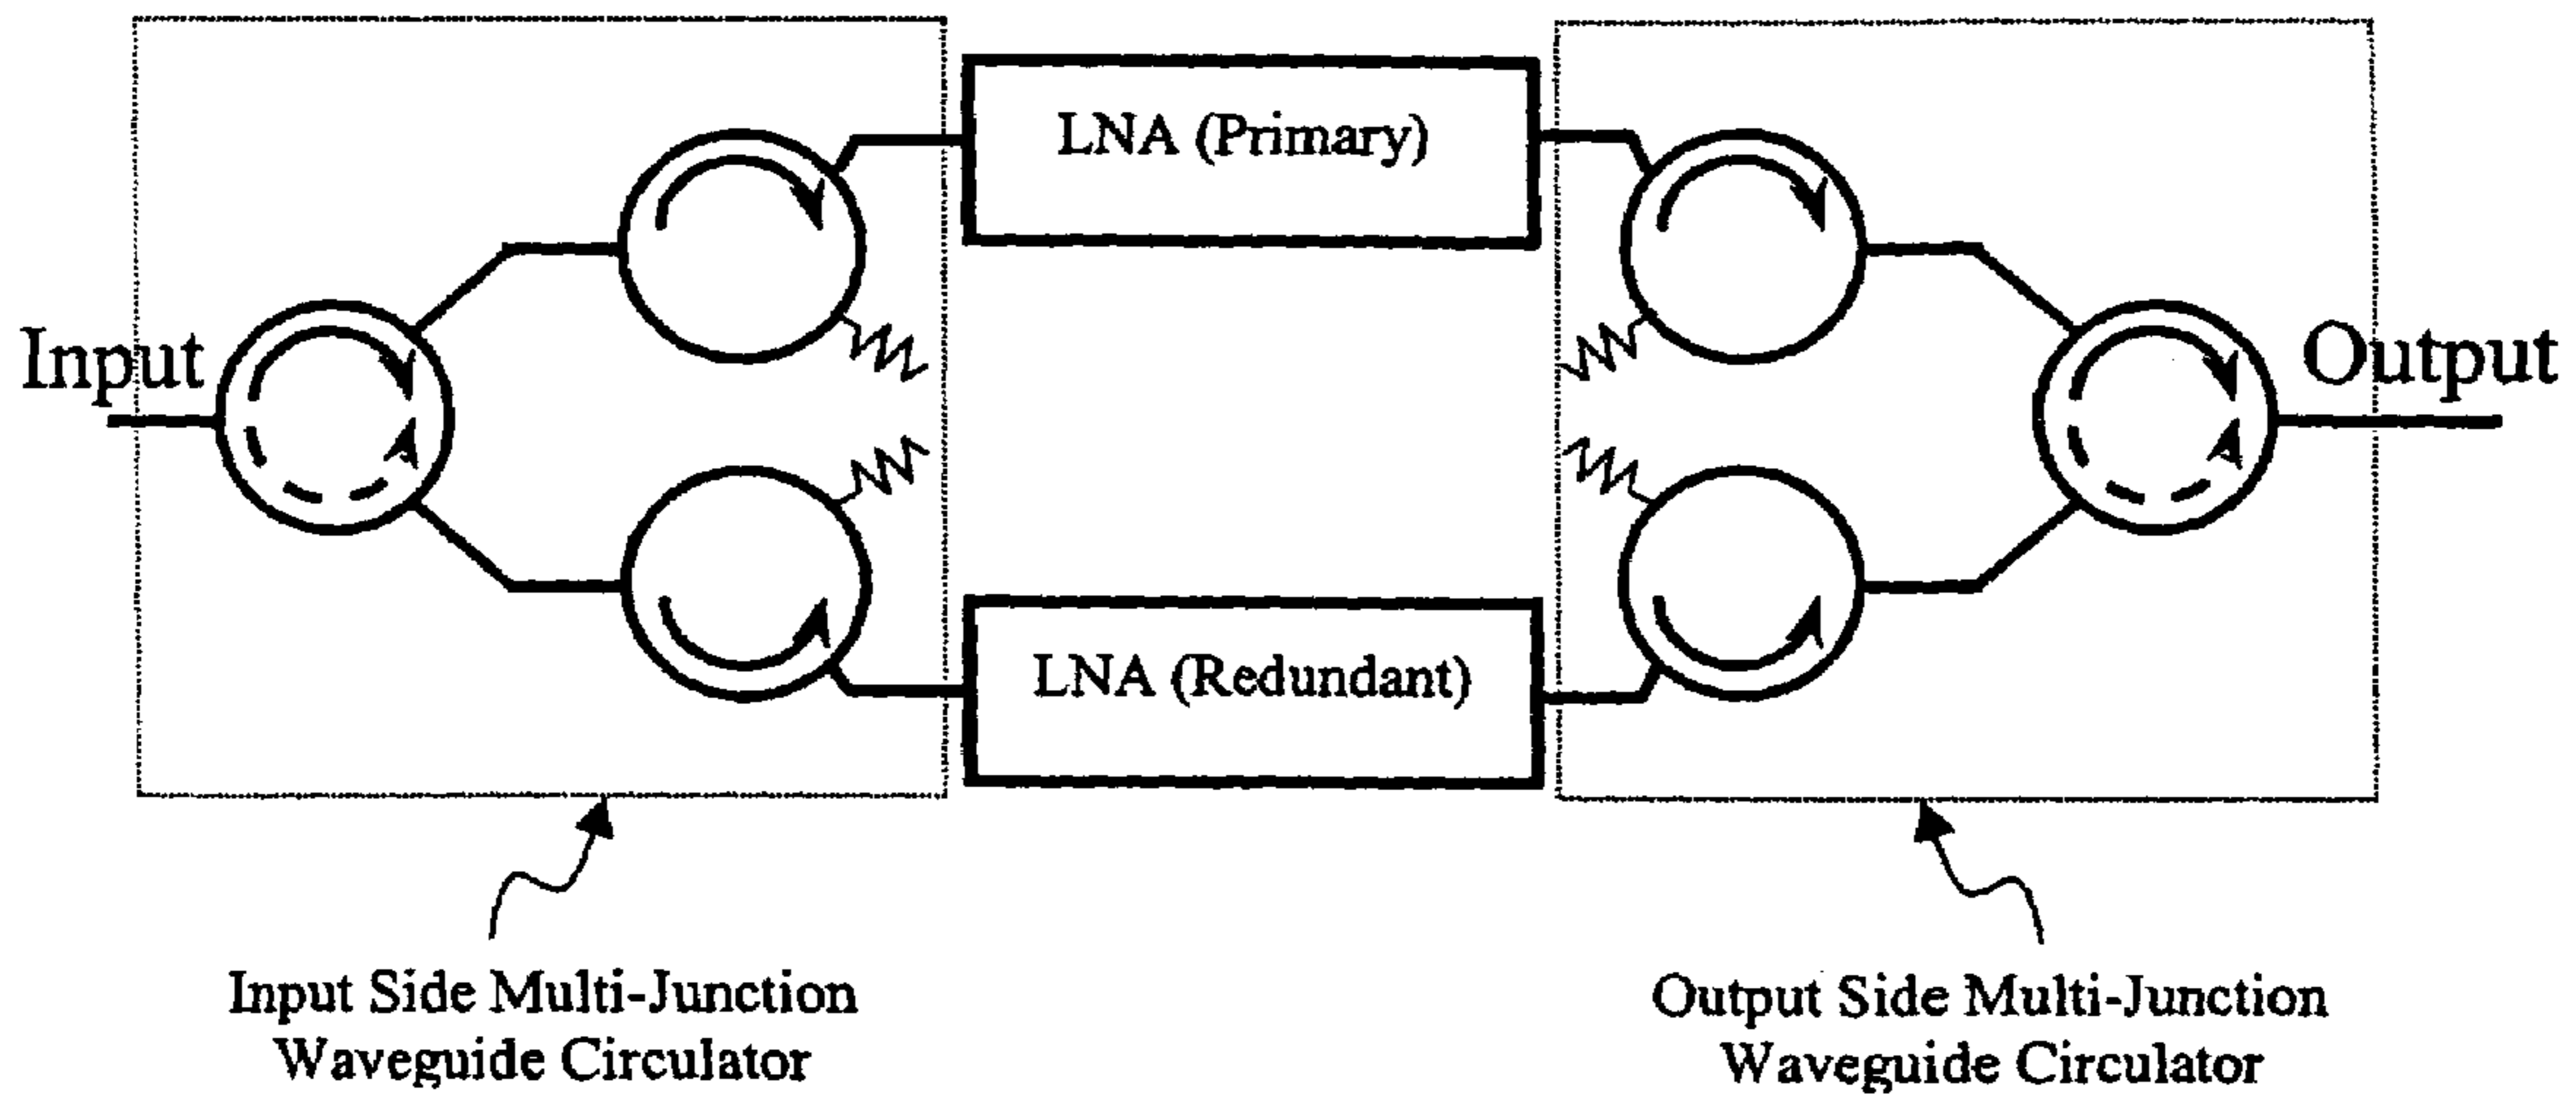 LNA (Primary)
Input
Output
LNA (Redundant)
Input Side Multi-Junction
Waveguide Circulator
Output Side Multi-Junction
Waveguide Circulator